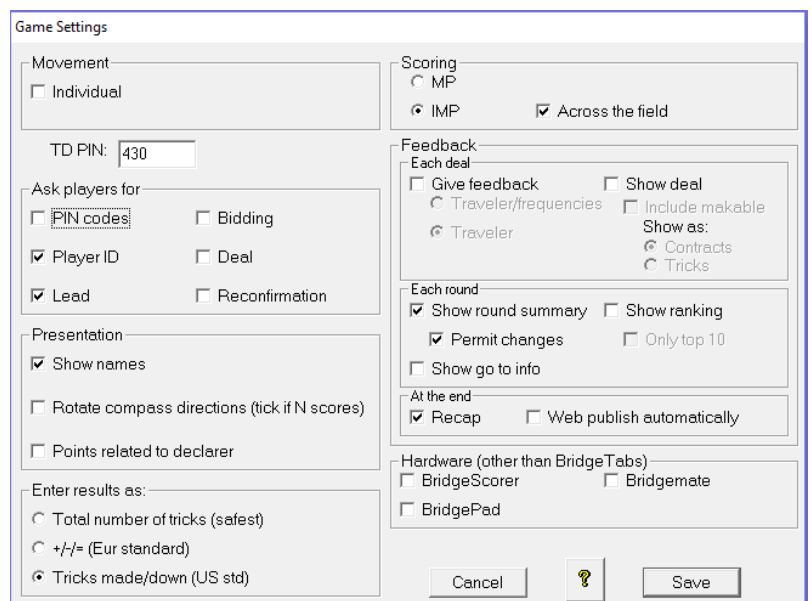 Game Settings
Movement
Individual
TD PIN: 430
Ask players for
PIN codes
Bidding
Player ID
Deal
Lead
Reconfirmation
Presentation
Show names
Rotate compass directions (tick if N scores)
Points related to declarer
Enter results as:
Total number of tricks (safest)
+/-/= (Eur standard)
Tricks made/down (US std)
Scoring
MP
IMP
Across the field
Feedback
Each deal
Give feedback
Show deal
Traveler/frequencies
Include makable
Show as:
Traveler
Contracts
Tricks
Each round
Show round summary
Show ranking
Permit changes
Only top 10
Show go to info
At the end
Recap
Web publish automatically
Hardware (other than BridgeTabs)
BridgeScorer
Bridgemate
BridgePad
Cancel
?
Save